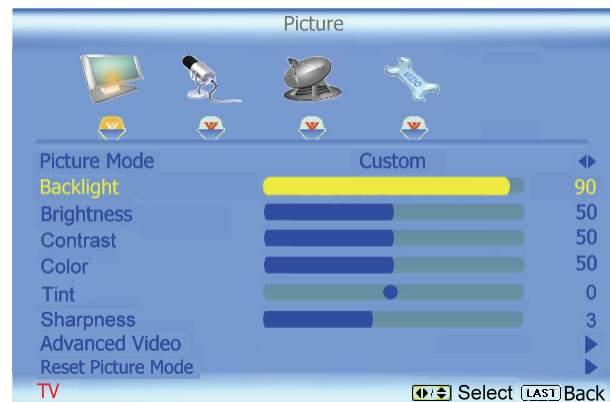 Picture
VIZIO
Picture Mode Custom
Backlight 90
Brightness 50
Contrast 50
Color 50
Tint 0
Sharpness 3
Advanced Video
Reset Picture Mode
TV Select LAST Back